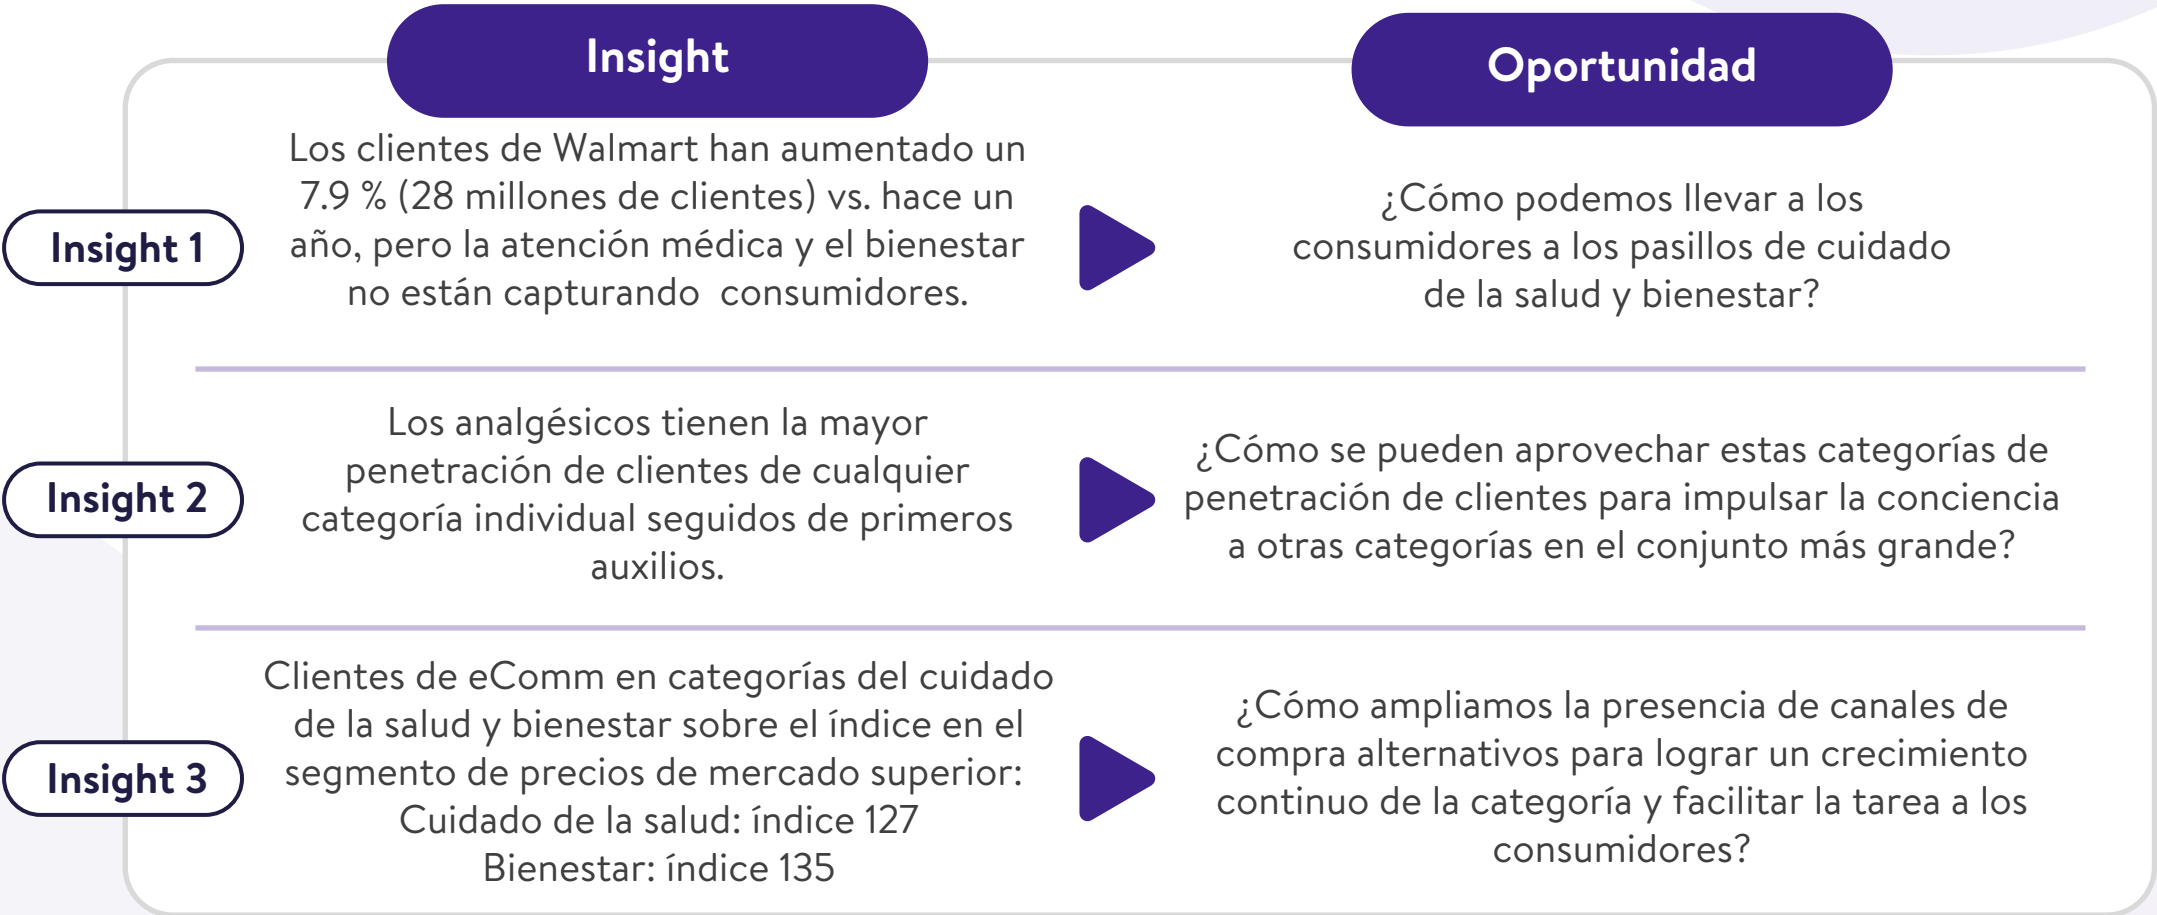 Insight
Oportunidad
Insight 1
Los clientes de Walmart han aumentado un
7.9 % (28 millones de clientes) vs. hace un
año, pero la atención médica y el bienestar
no están capturando  consumidores.
¿Cómo podemos llevar a los
consumidores a los pasillos de cuidado
de la salud y bienestar?
Insight 2
Los analgésicos tienen la mayor
penetración de clientes de cualquier
categoría individual seguidos de primeros
auxilios.
¿Cómo se pueden aprovechar estas categorías de
penetración de clientes para impulsar la conciencia
a otras categorías en el conjunto más grande?
Insight 3
Clientes de eComm en categorías del cuidado
de la salud y bienestar sobre el índice en el
segmento de precios de mercado superior:
Cuidado de la salud: índice 127
Bienestar: índice 135
¿Cómo ampliamos la presencia de canales de
compra alternativos para lograr un crecimiento
continuo de la categoría y facilitar la tarea a los
consumidores?